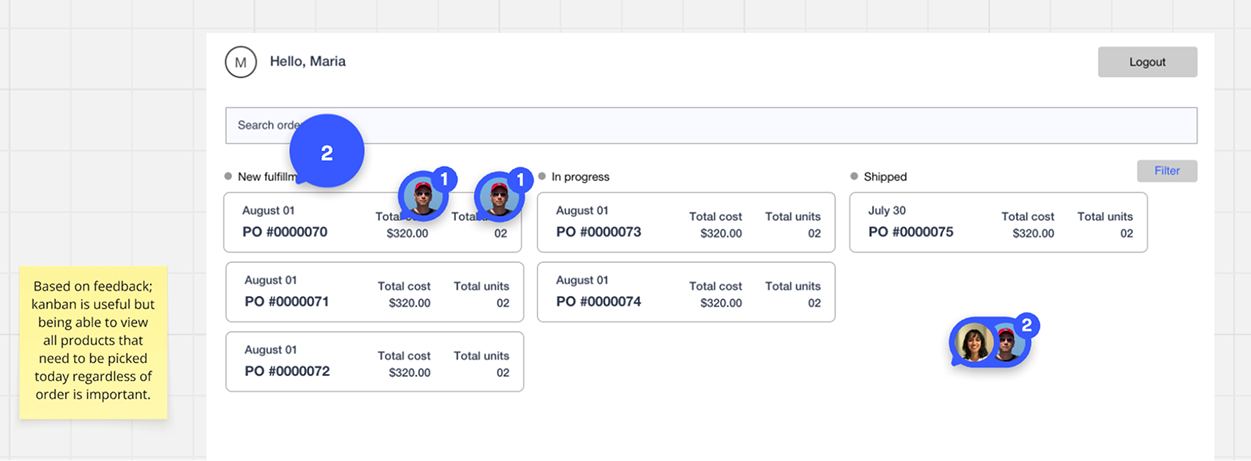 M
Hello, Maria
Logout
Search orde
2
New fulfillm
In progress
Shipped
Filter
1
1
August 01
PO #0000070
Total cost
$320.00
Total units
02
August 01
PO #0000073
Total cost
$320.00
Total units
02
July 30
PO #0000075
Total cost
$320.00
Total units
02
August 01
PO #0000071
Total cost
$320.00
Total units
02
August 01
PO #0000074
Total cost
$320.00
Total units
02
August 01
PO #0000072
Total cost
$320.00
Total units
02
Based on feedback;
kanban is useful but
being able to view
all products that
need to be picked
today regardless of
order is important.
2